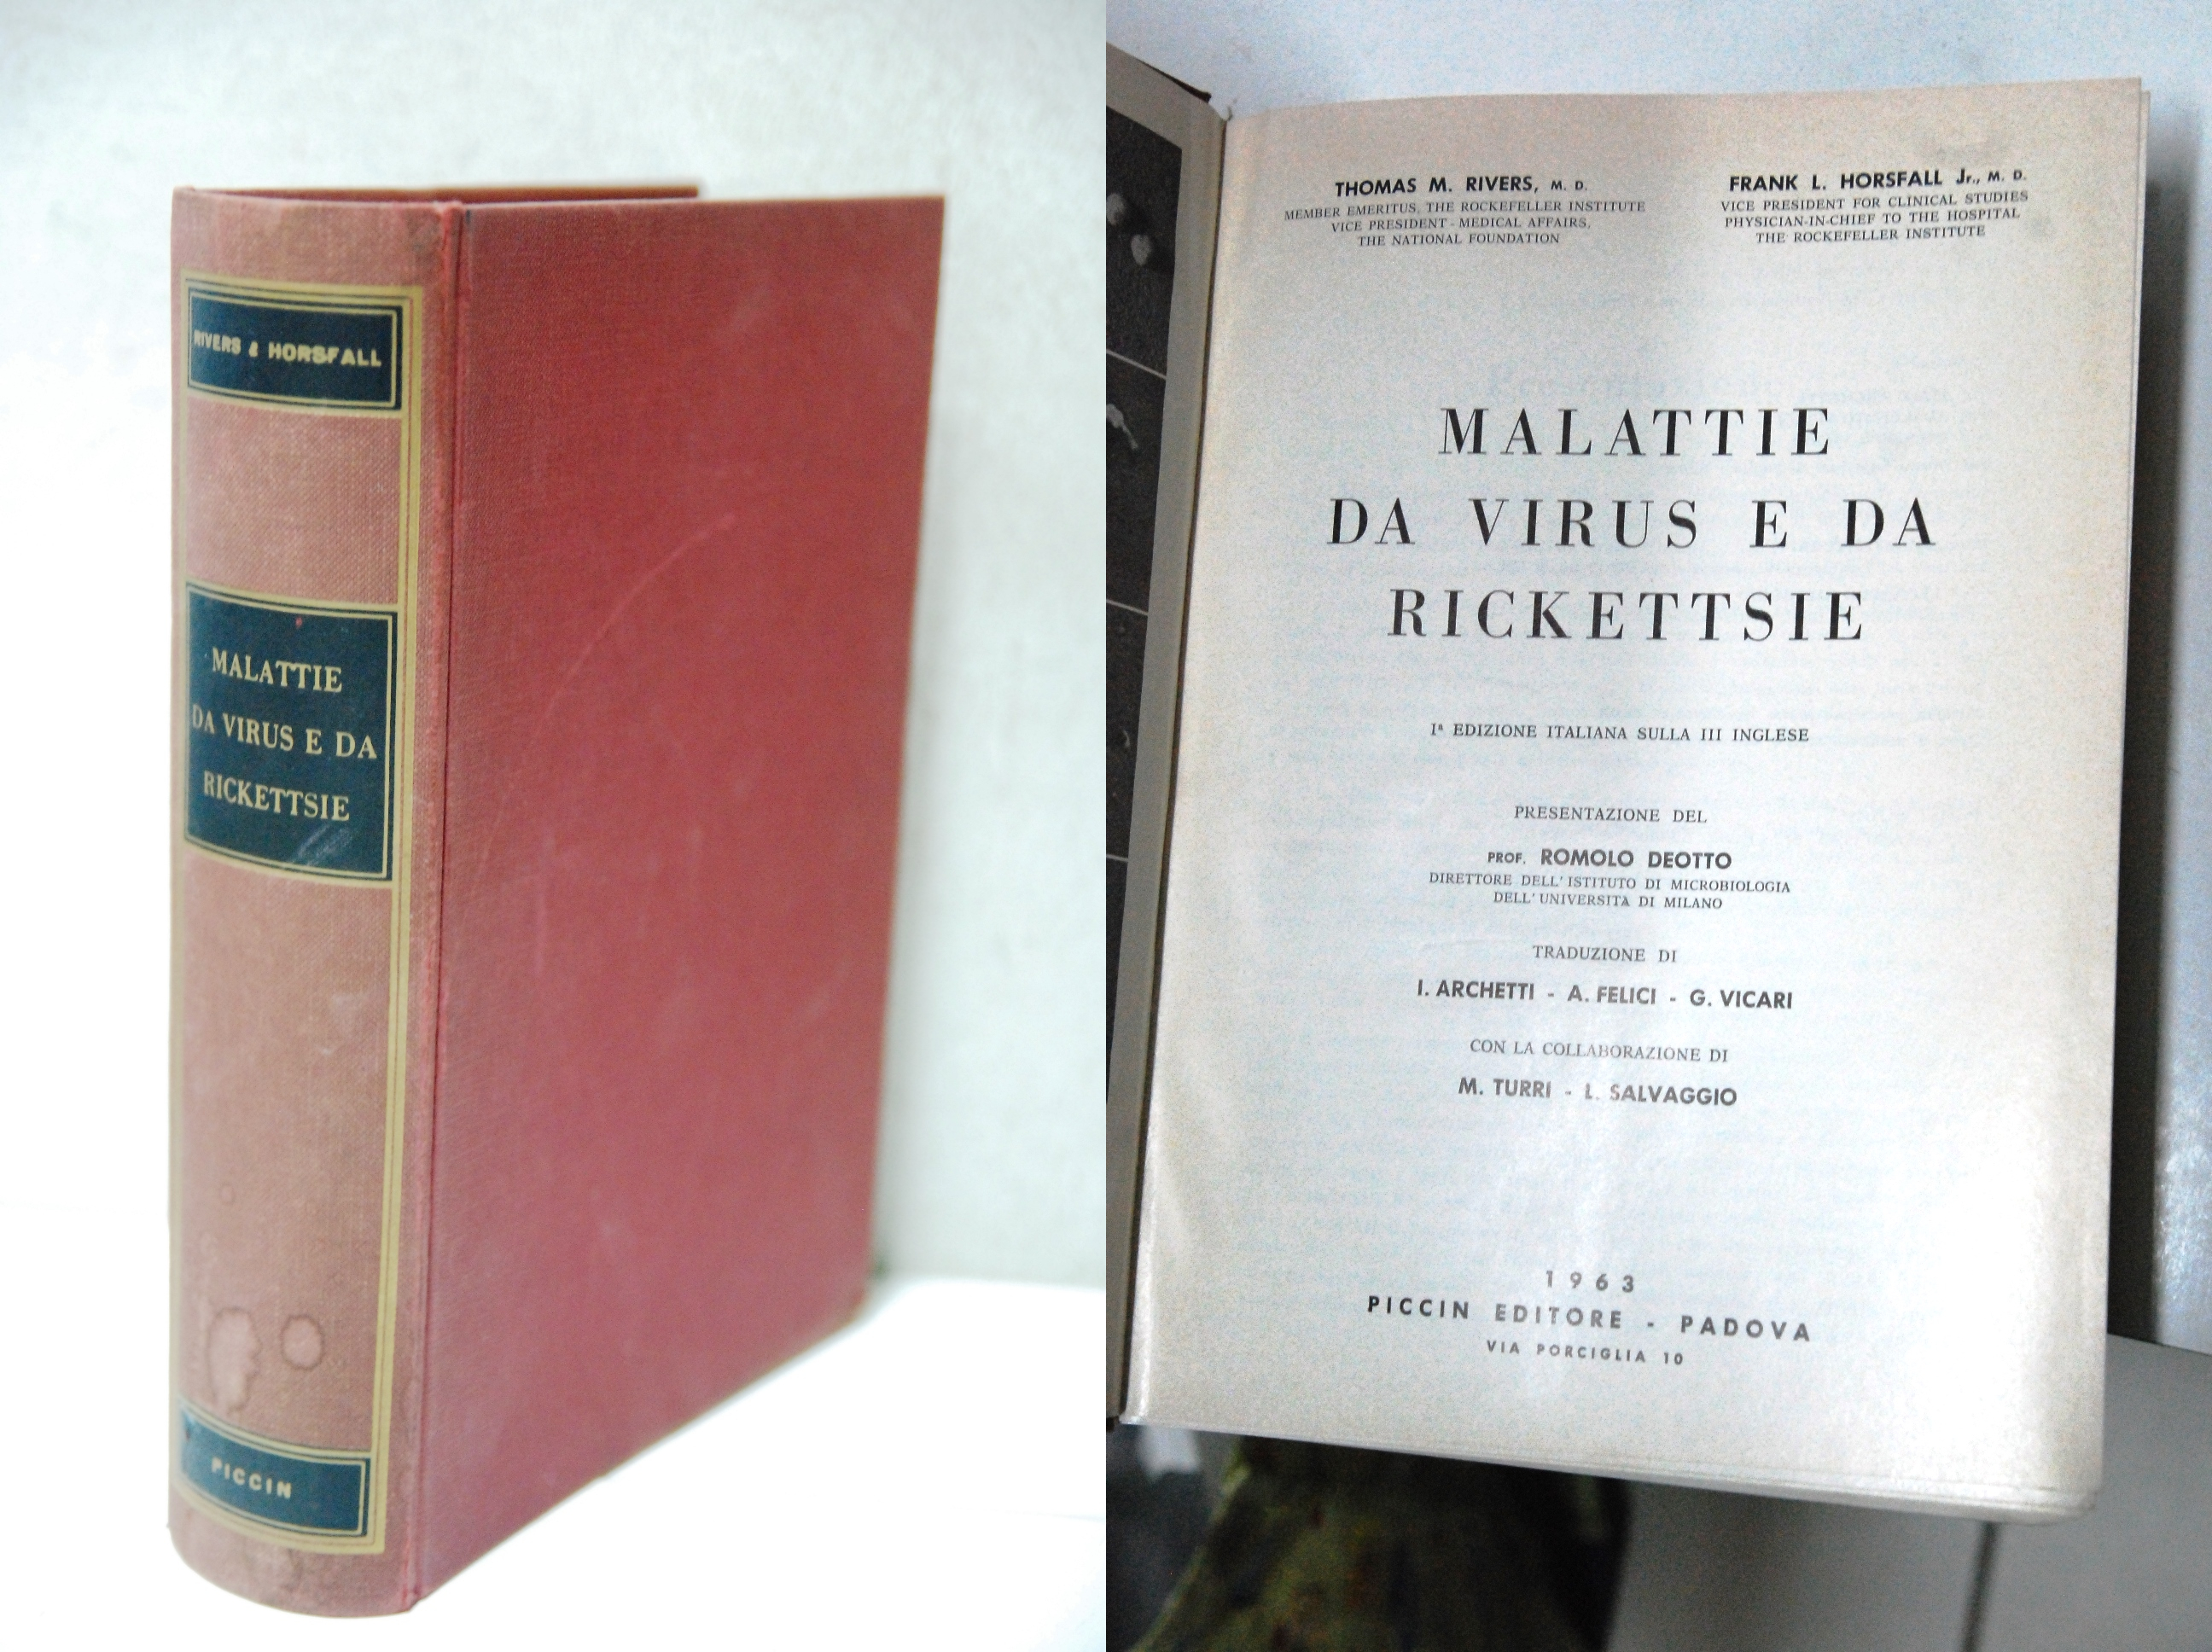 RIVERS & HORSFALL
MALATTIE
DA VIRUS E DA
RICKETTSIE
PICCIN
THOMAS M. RIVERS, M. D.
MEMBER EMERITUS, THE ROCKEFELLER INSTITUTE
VICE PRESIDENT - MEDICAL AFFAIRS,
THE NATIONAL FOUNDATION
FRANK L. HORSFALL Jr., M. D.
VICE PRESIDENT FOR CLINICAL STUDIES
PHYSICIAN-IN-CHIEF TO THE HOSPITAL
THE ROCKEFELLER INSTITUTE
MALATTIE
DA VIRUS E DA
RICKETTSIE
Iª EDIZIONE ITALIANA SULLA III INGLESE
PRESENTAZIONE DEL
PROF. ROMOLO DEOTTO
DIRETTORE DELL' ISTITUTO DI MICROBIOLOGIA
DELL' UNIVERSITÀ DI MILANO
TRADUZIONE DI
I. ARCHETTI - A. FELICI - G. VICARI
CON LA COLLABORAZIONE DI
M. TURRI - L. SALVAGGIO
1963
PICCIN EDITORE - PADOVA
VIA PORCIGLIA 10